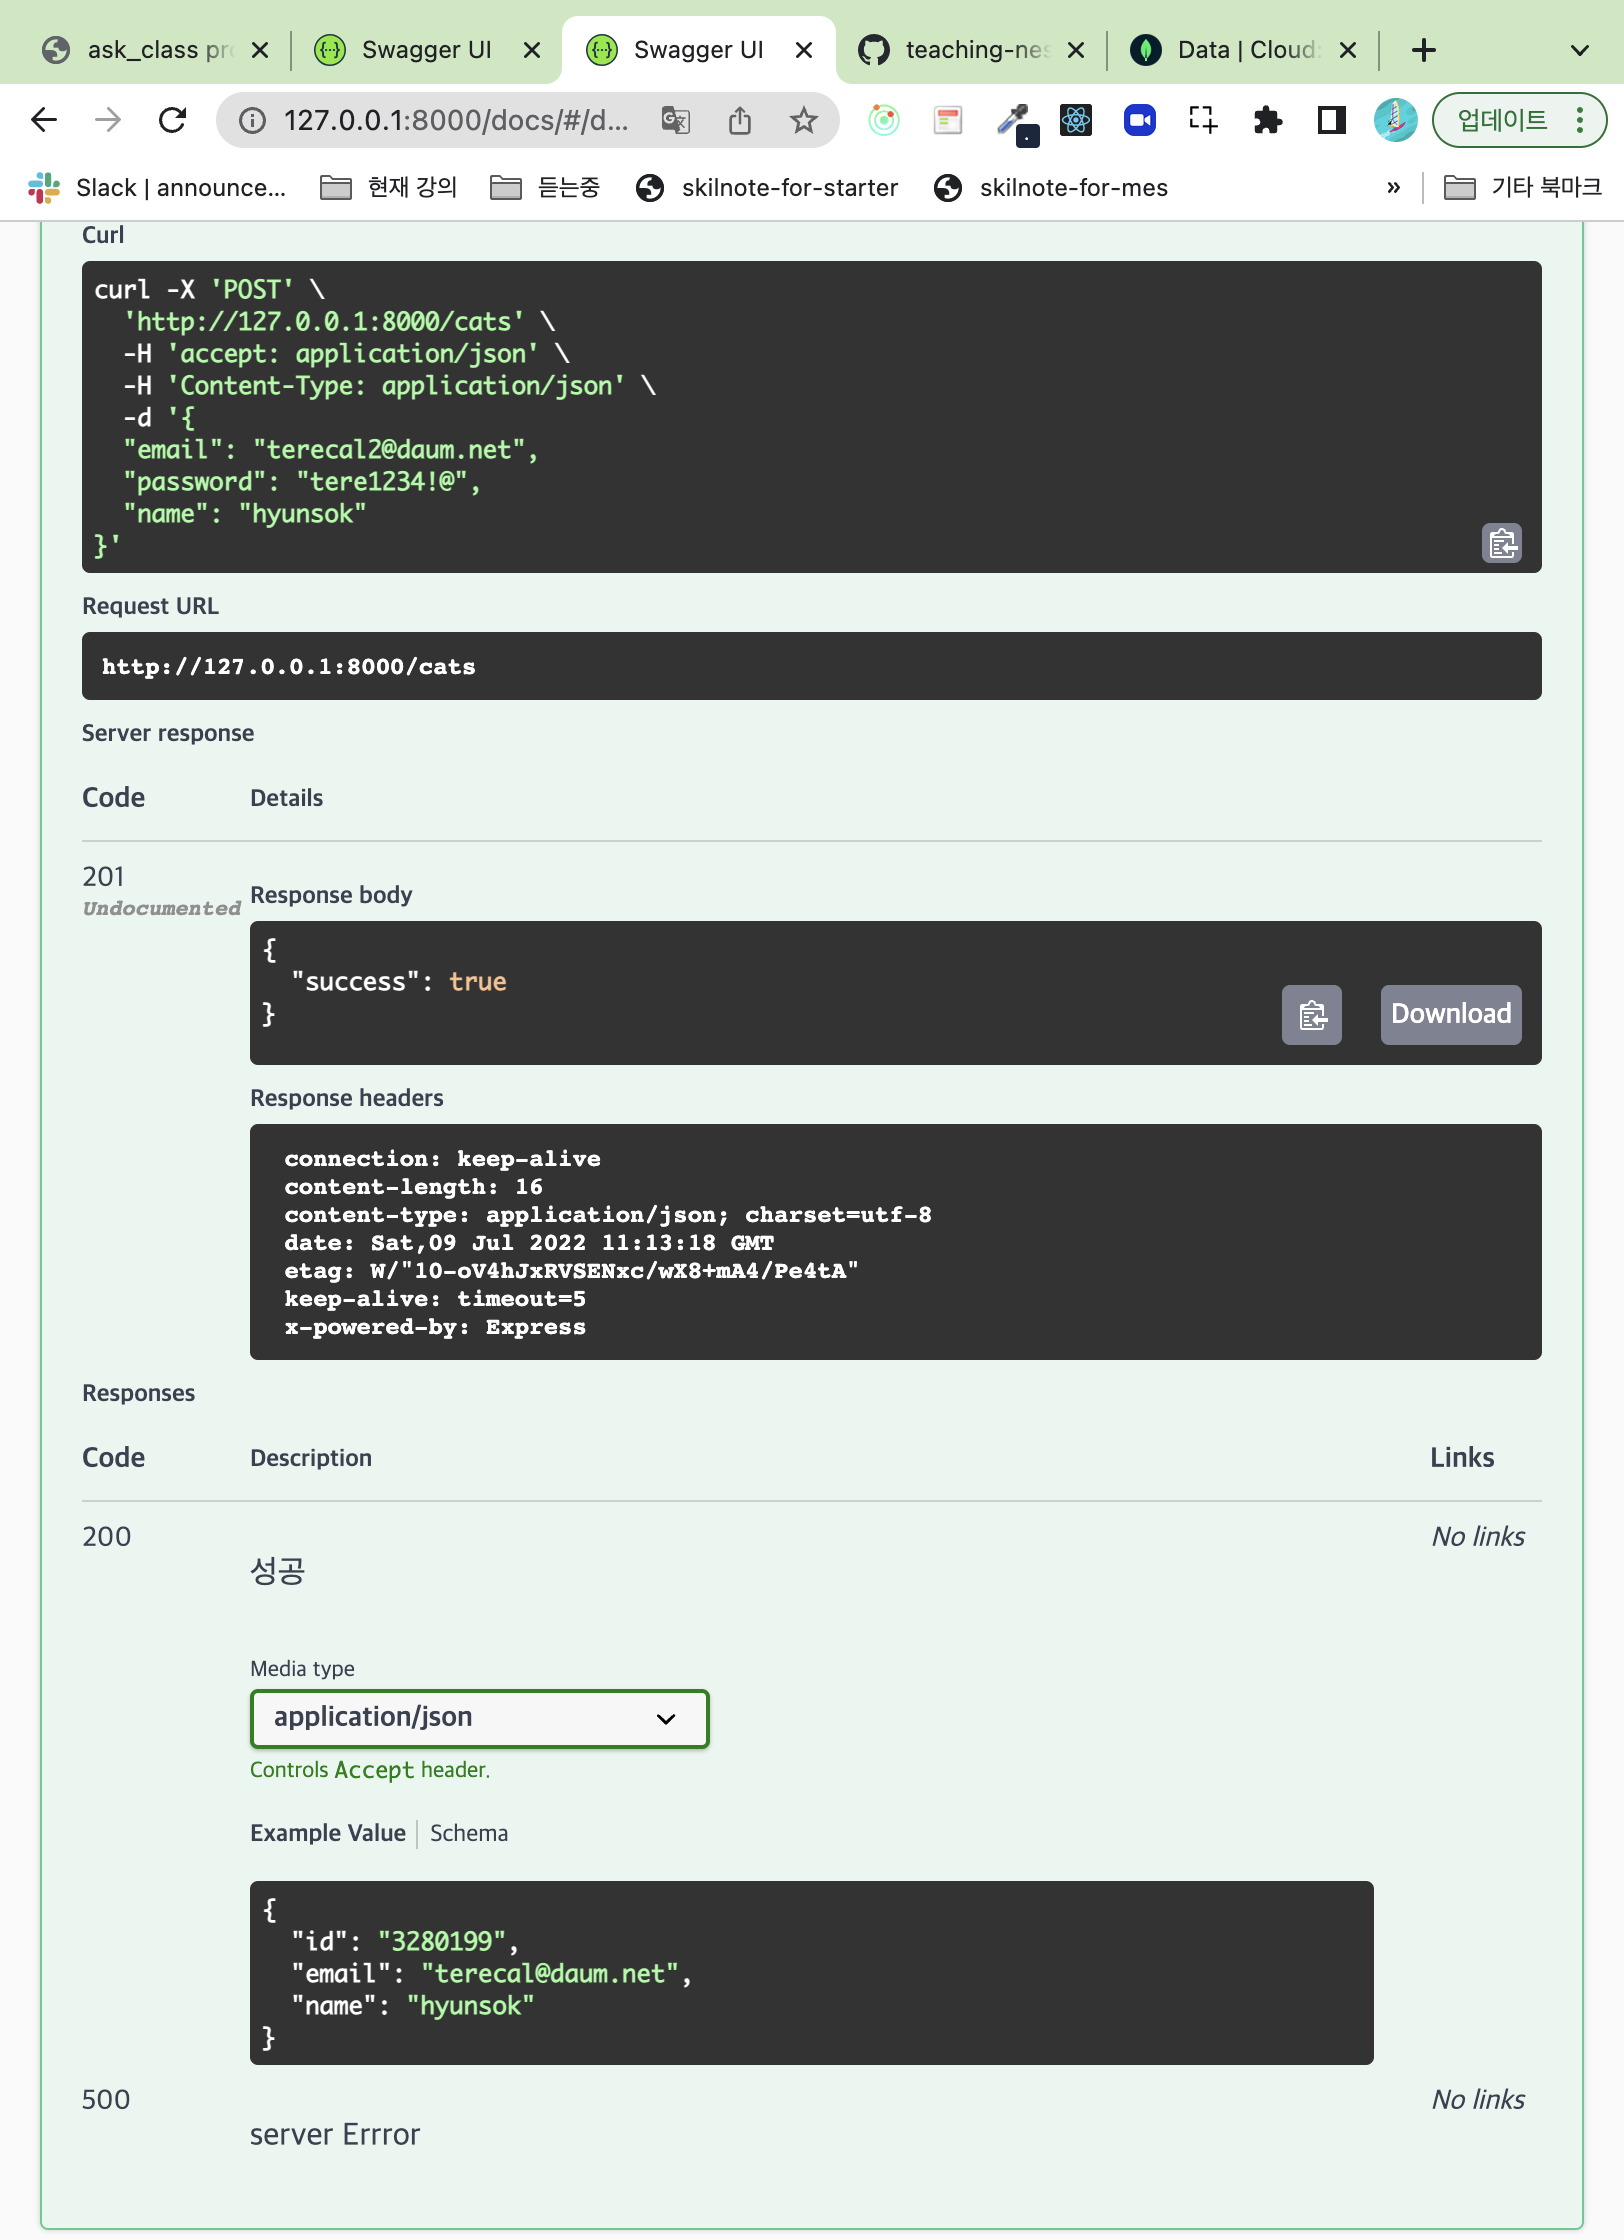 ask_class pro
Swagger UI
Swagger UI
teaching-nes
Data | Cloud:
127.0.0.1:8000/docs/#/d...
업데이트
Slack | announce...
현재 강의
듣는중
skilnote-for-starter
skilnote-for-mes
»
기타 북마크
Curl
curl -X 'POST' \
'http://127.0.0.1:8000/cats' \
-H 'accept: application/json' \
-H 'Content-Type: application/json' \
-d '{
"email": "terecal2@daum.net",
"password": "tere1234!@",
"name": "hyunsok"
}'
Request URL
http://127.0.0.1:8000/cats
Server response
Code Details
201
Undocumented
Response body
{
"success": true
}
Download
Response headers
connection: keep-alive
content-length: 16
content-type: application/json; charset=utf-8
date: Sat,09 Jul 2022 11:13:18 GMT
etag: W/"10-oV4hJxRVSENxc/wX8+mA4/Pe4tA"
keep-alive: timeout=5
x-powered-by: Express
Responses
Code Description Links
200 No links
성공
Media type
application/json
Controls Accept header.
Example Value Schema
{
"id": "3280199",
"email": "terecal@daum.net",
"name": "hyunsok"
}
500 No links
server Errror